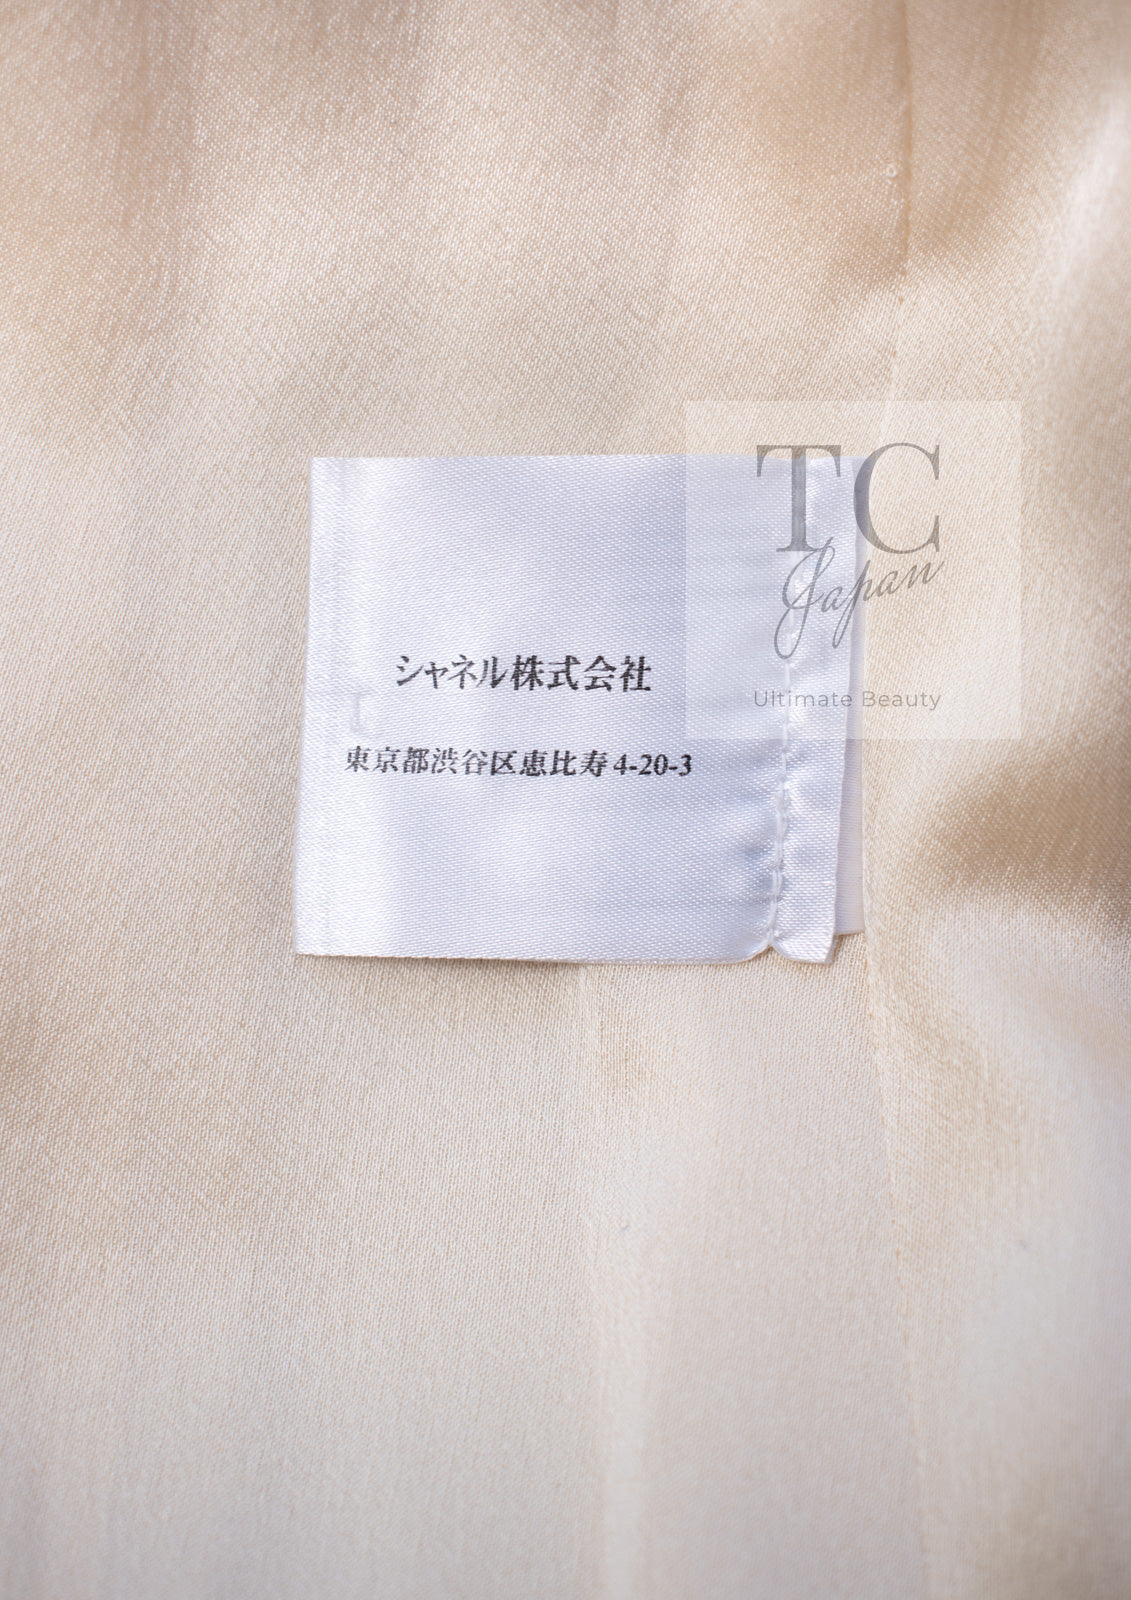 TC
Japan
Ultimate Beauty
シャネル株式会社
東京都渋谷区恵比寿4-20-3